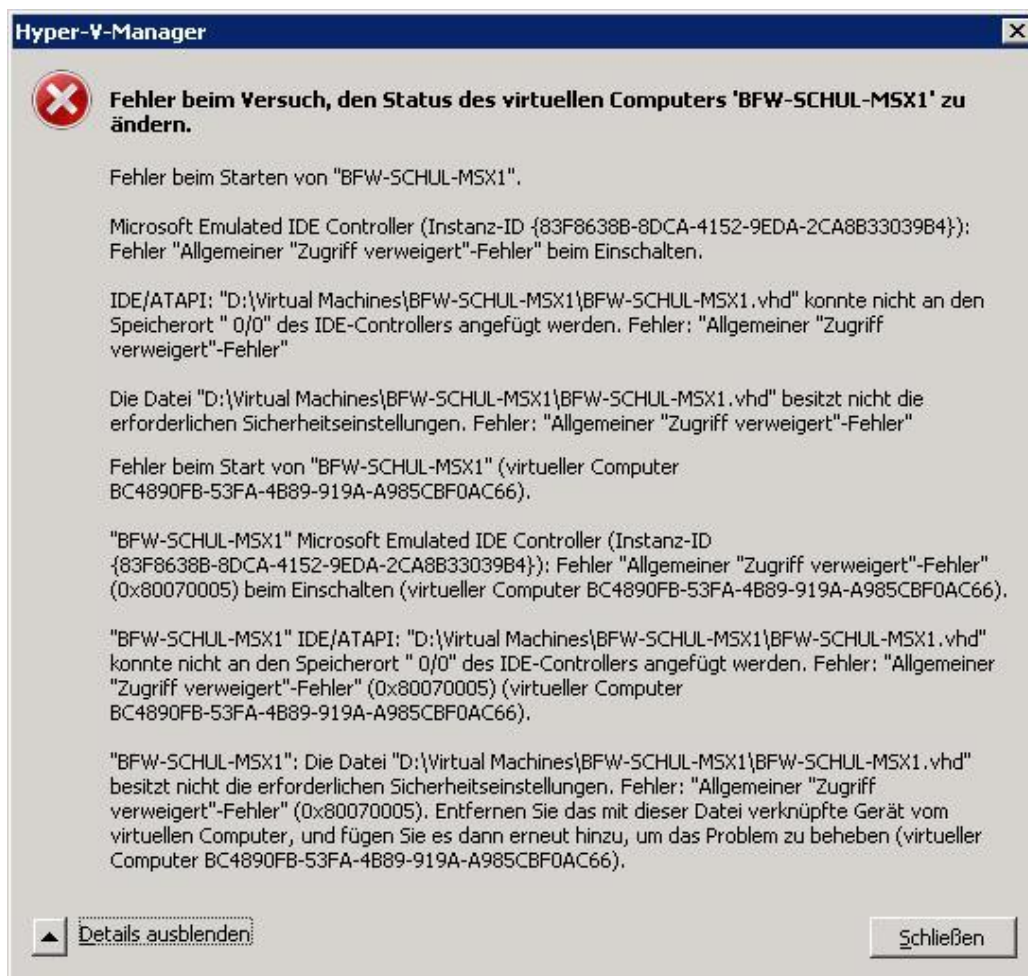 Hyper-V-Manager
Fehler beim Versuch, den Status des virtuellen Computers 'BFW-SCHUL-MSX1' zu
ändern.
Fehler beim Starten von "BFW-SCHUL-MSX1".
Microsoft Emulated IDE Controller (Instanz-ID {83F8638B-8DCA-4152-9EDA-2CA8B33039B4}):
Fehler "Allgemeiner "Zugriff verweigert"-Fehler" beim Einschalten.
IDE/ATAPI: "D:\Virtual Machines\BFW-SCHUL-MSX1\BFW-SCHUL-MSX1.vhd" konnte nicht an den
Speicherort " 0/0" des IDE-Controllers angefügt werden. Fehler: "Allgemeiner "Zugriff
verweigert"-Fehler"
Die Datei "D:\Virtual Machines\BFW-SCHUL-MSX1\BFW-SCHUL-MSX1.vhd" besitzt nicht die
erforderlichen Sicherheitseinstellungen. Fehler: "Allgemeiner "Zugriff verweigert"-Fehler"
Fehler beim Start von "BFW-SCHUL-MSX1" (virtueller Computer
BC4890FB-53FA-4B89-919A-A985CBF0AC66).
"BFW-SCHUL-MSX1" Microsoft Emulated IDE Controller (Instanz-ID
{83F8638B-8DCA-4152-9EDA-2CA8B33039B4}): Fehler "Allgemeiner "Zugriff verweigert"-Fehler"
(0x80070005) beim Einschalten (virtueller Computer BC4890FB-53FA-4B89-919A-A985CBF0AC66).
"BFW-SCHUL-MSX1" IDE/ATAPI: "D:\Virtual Machines\BFW-SCHUL-MSX1\BFW-SCHUL-MSX1.vhd"
konnte nicht an den Speicherort " 0/0" des IDE-Controllers angefügt werden. Fehler: "Allgemeiner
"Zugriff verweigert"-Fehler" (0x80070005) (virtueller Computer
BC4890FB-53FA-4B89-919A-A985CBF0AC66).
"BFW-SCHUL-MSX1": Die Datei "D:\Virtual Machines\BFW-SCHUL-MSX1\BFW-SCHUL-MSX1.vhd"
besitzt nicht die erforderlichen Sicherheitseinstellungen. Fehler: "Allgemeiner "Zugriff
verweigert"-Fehler" (0x80070005). Entfernen Sie das mit dieser Datei verknüpfte Gerät vom
virtuellen Computer, und fügen Sie es dann erneut hinzu, um das Problem zu beheben (virtueller
Computer BC4890FB-53FA-4B89-919A-A985CBF0AC66).
Details ausblenden
Schließen